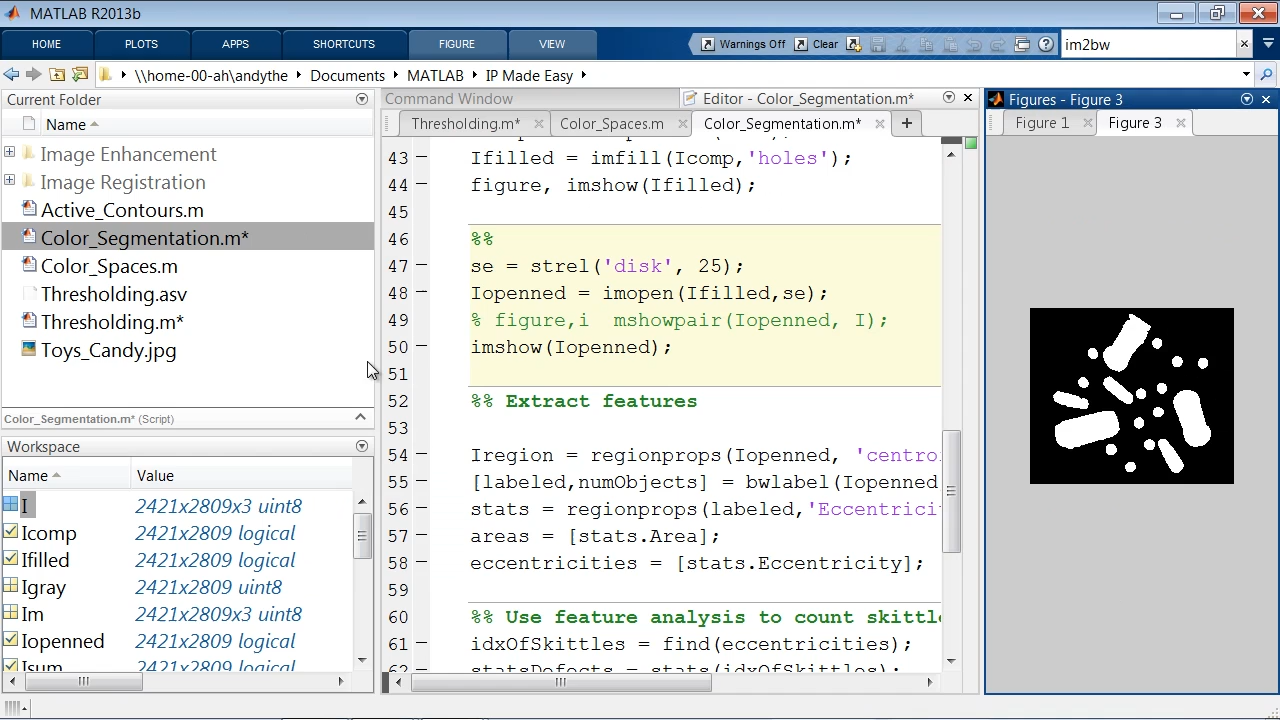 MATLAB R2013b
HOME PLOTS APPS SHORTCUTS FIGURE VIEW Warnings Off Clear im2bw
\\home-00-ah\andythe Documents MATLAB IP Made Easy
Current Folder
Name
Image Enhancement
Image Registration
Active_Contours.m
Color_Segmentation.m*
Color_Spaces.m
Thresholding.asv
Thresholding.m*
Toys_Candy.jpg
Color_Segmentation.m* (Script)
Workspace
Name Value
I 2421x2809x3 uint8
Icomp 2421x2809 logical
Ifilled 2421x2809 logical
Igray 2421x2809 uint8
Im 2421x2809x3 uint8
Iopenned 2421x2809 logical
Isum 2421x2809 logical
Command Window Editor - Color_Segmentation.m*
Thresholding.m* Color_Spaces.m Color_Segmentation.m*
43 Ifilled = imfill(Icomp,'holes');
44 figure, imshow(Ifilled);
45
46 %%
47 se = strel('disk', 25);
48 Iopenned = imopen(Ifilled,se);
49 % figure,i mshowpair(Iopenned, I);
50 imshow(Iopenned);
51
52 %% Extract features
53
54 Iregion = regionprops(Iopenned, 'centro
55 [labeled,numObjects] = bwlabel(Iopenned
56 stats = regionprops(labeled,'Eccentrici
57 areas = [stats.Area];
58 eccentricities = [stats.Eccentricity];
59
60 %% Use feature analysis to count skittle
61 idxOfSkittles = find(eccentricities);
62 statsDefects = stats(idxOfSkittles);
Figures - Figure 3
Figure 1 Figure 3